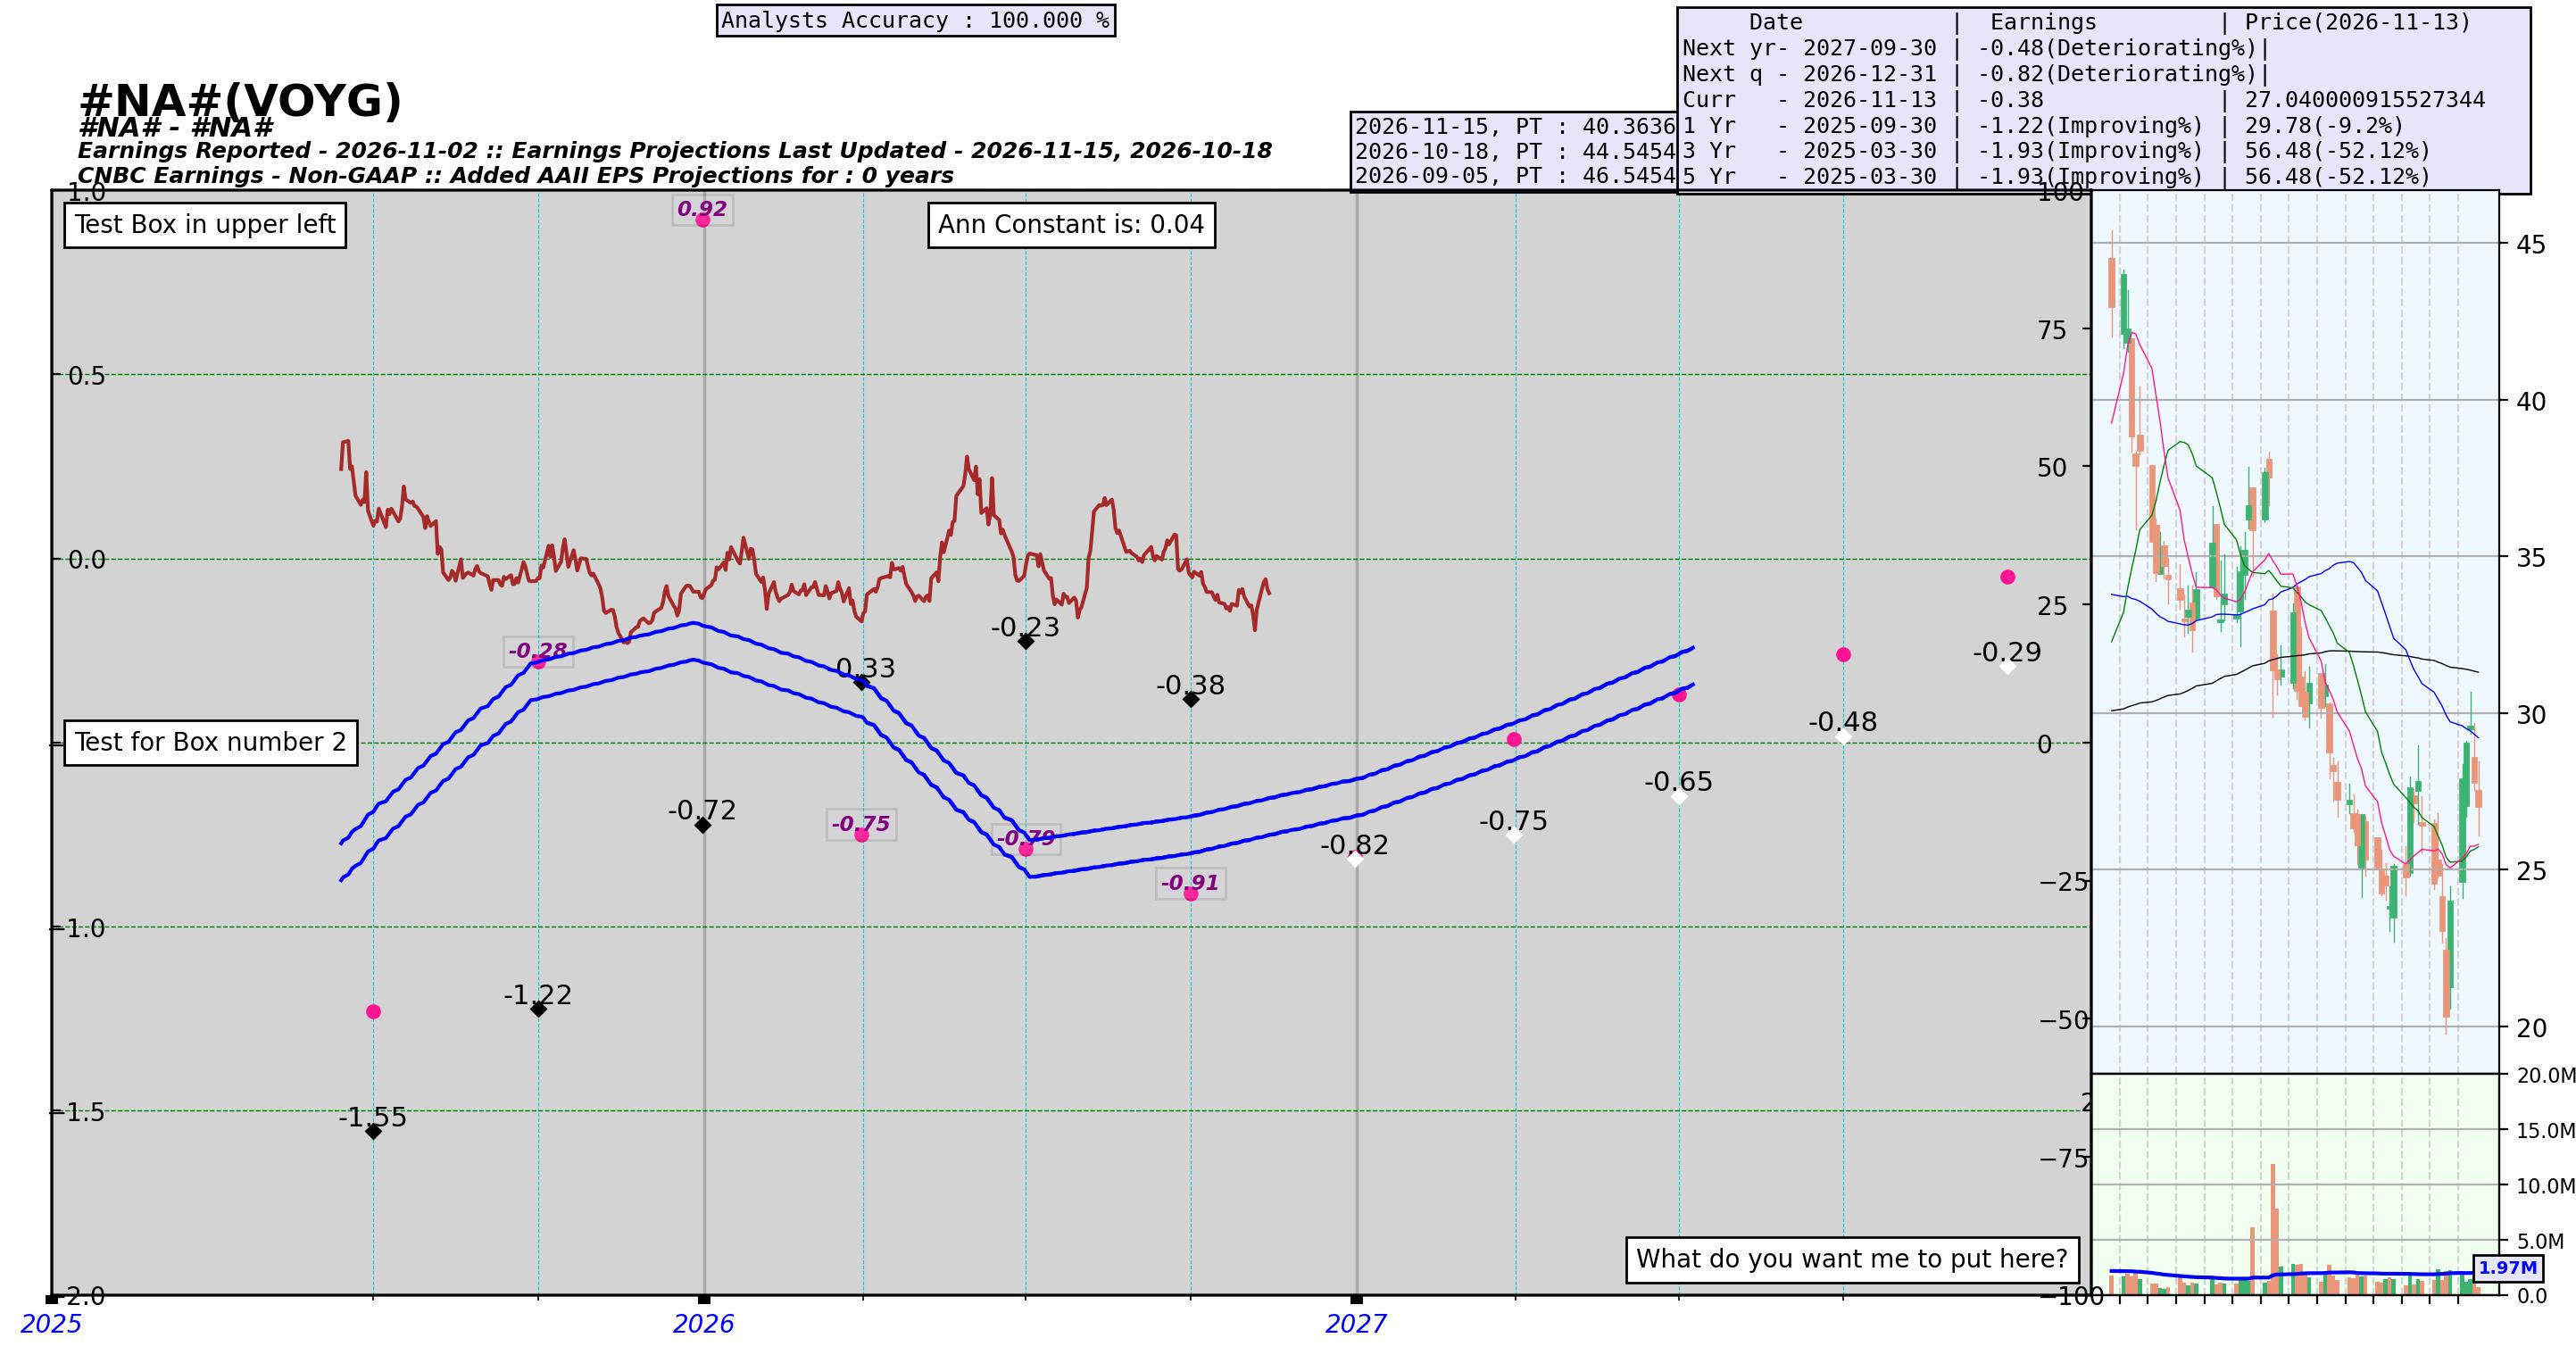 Analysts Accuracy : 100.000 %
Date | Earnings | Price(2026-11-13)
Next yr- 2027-09-30 | -0.48(Deteriorating%)|
Next q - 2026-12-31 | -0.82(Deteriorating%)|
Curr - 2026-11-13 | -0.38 | 27.040000915527344
1 Yr - 2025-09-30 | -1.22(Improving%) | 29.78(-9.2%)
3 Yr - 2025-03-30 | -1.93(Improving%) | 56.48(-52.12%)
5 Yr - 2025-03-30 | -1.93(Improving%) | 56.48(-52.12%)
#NA#(VOYG)
#NA# - #NA#
Earnings Reported - 2026-11-02 :: Earnings Projections Last Updated - 2026-11-15, 2026-10-18
CNBC Earnings - Non-GAAP :: Added AAII EPS Projections for : 0 years
2026-11-15, PT : 40.3636
2026-10-18, PT : 44.5454
2026-09-05, PT : 46.5454
Test Box in upper left
Ann Constant is: 0.04
Test for Box number 2
What do you want me to put here?
1.0
0.5
0.0
−1.0
−1.5
−2.0
0.92
-0.28
-0.75
-0.79
-0.91
-1.55
-1.22
-0.72
0.33
-0.23
-0.38
-0.82
-0.75
-0.65
-0.48
-0.29
100
75
50
25
0
−25
−50
−75
−100
45
40
35
30
25
20
20.0M
15.0M
10.0M
5.0M
1.97M
0.0
2025
2026
2027